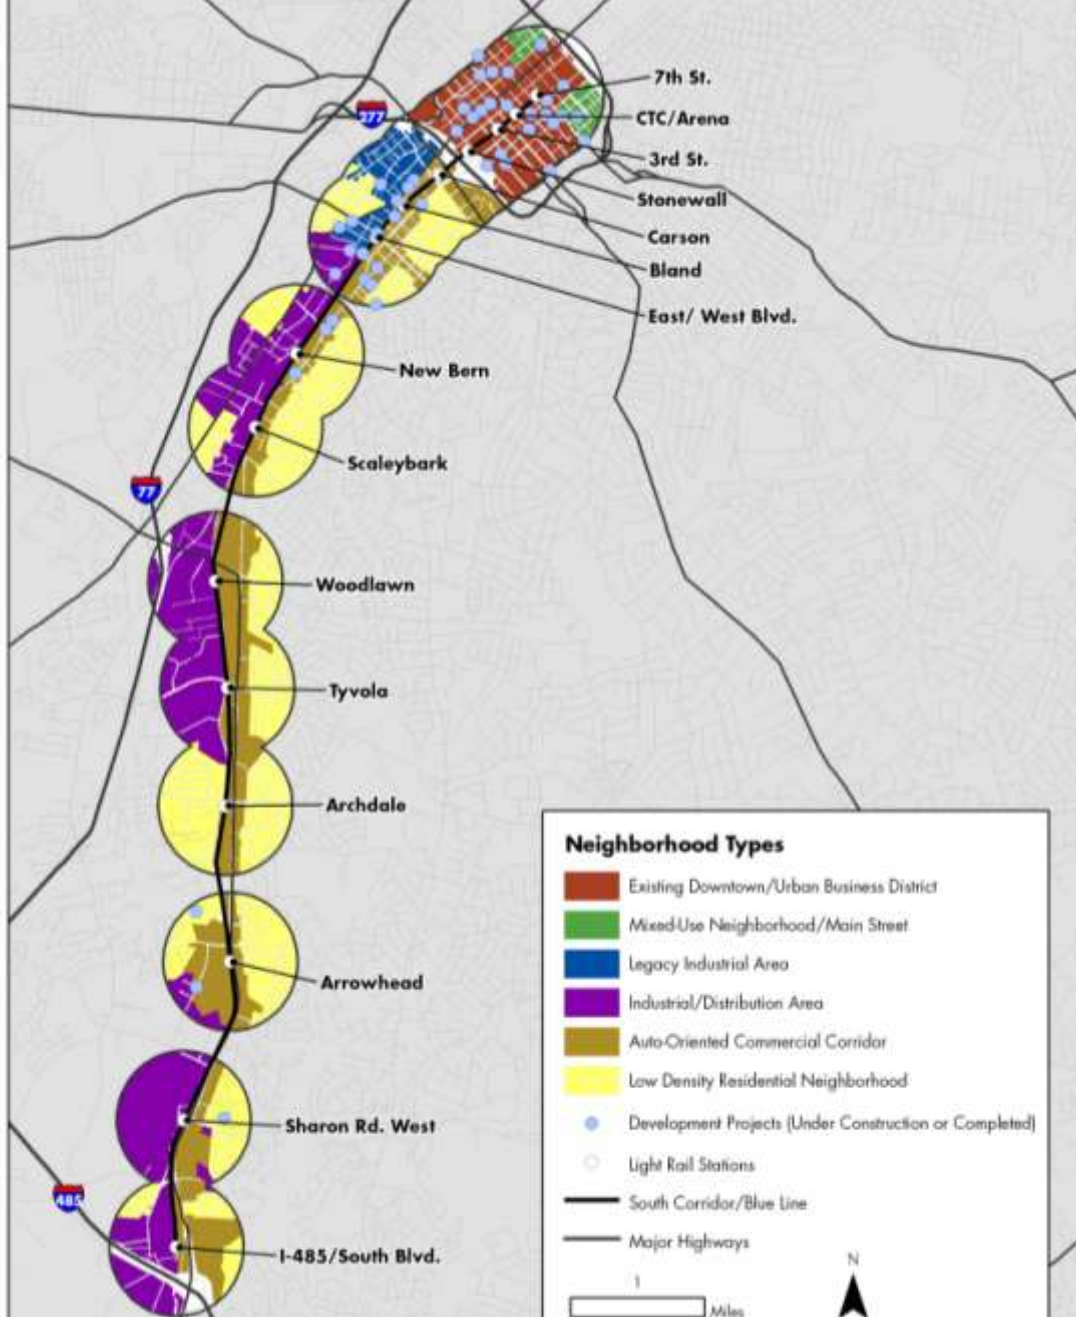 277
7th St.
CTC/Arena
3rd St.
Stonewall
Carson
Bland
East/ West Blvd.
New Bern
Scaleybark
77
Woodlawn
Tyvola
Archdale
Arrowhead
Sharon Rd. West
485
I-485/South Blvd.
Neighborhood Types
Existing Downtown/Urban Business District
Mixed-Use Neighborhood/Main Street
Legacy Industrial Area
Industrial/Distribution Area
Auto-Oriented Commercial Corridor
Low Density Residential Neighborhood
Development Projects (Under Construction or Completed)
Light Rail Stations
South Corridor/Blue Line
Major Highways
1
Miles
N